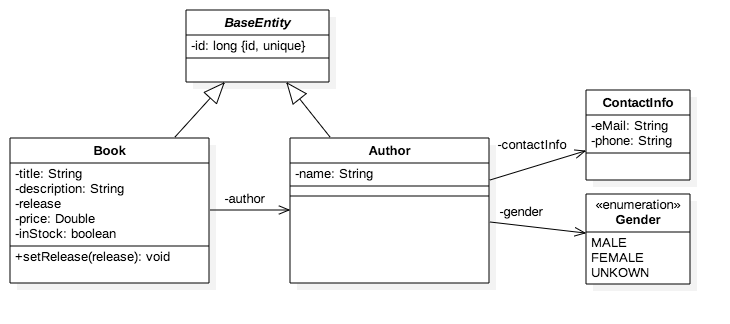 BaseEntity
-id: long {id, unique}
Book
-title: String
-description: String
-release
-price: Double
-inStock: boolean
+setRelease(release): void
-author
Author
-name: String
-contactInfo
-gender
ContactInfo
-eMail: String
-phone: String
«enumeration»
Gender
MALE
FEMALE
UNKOWN